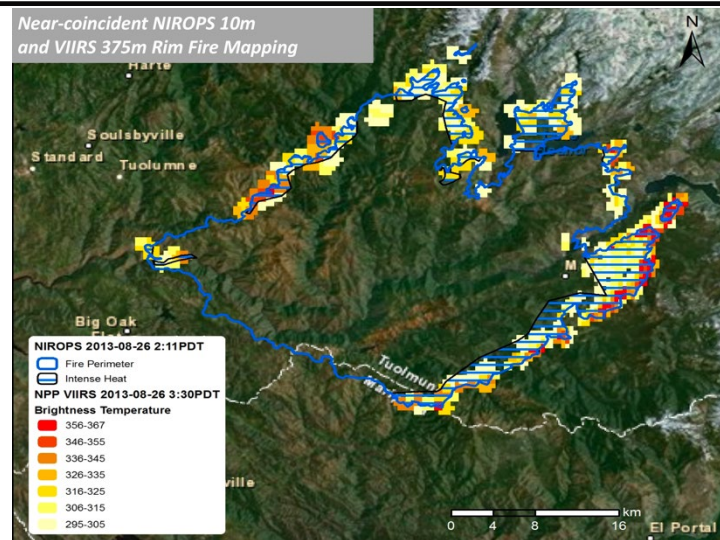 Near-coincident NIROPS 10m
and VIIRS 375m Rim Fire Mapping
N
Harte
Soulsbyville
Standard
Tuolumne
M
Big Oak
Flat
Tuolumn
Mari
ville
NIROPS 2013-08-26 2:11PDT
Fire Perimeter
Intense Heat
NPP VIIRS 2013-08-26 3:30PDT
Brightness Temperature
356-367
346-355
336-345
326-335
316-325
306-315
295-305
km
0 4 8 16
El Portal